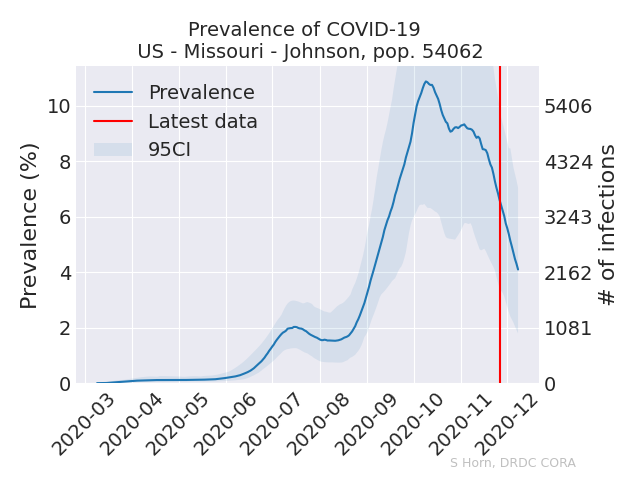 Prevalence of COVID-19
US - Missouri - Johnson, pop. 54062
Prevalence
Latest data
95CI
Prevalence (%)
10
8
6
4
2
0
5406
4324
3243
2162
1081
0
# of infections
2020-03
2020-04
2020-05
2020-06
2020-07
2020-08
2020-09
2020-10
2020-11
2020-12
S Horn, DRDC CORA